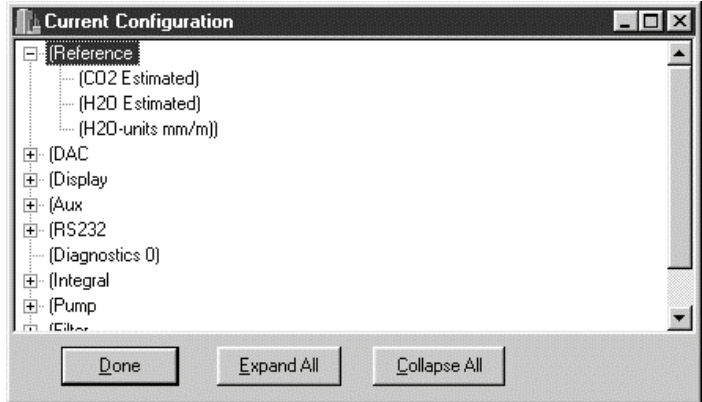 Current Configuration
(Reference
(CO2 Estimated)
(H2O Estimated)
(H2O-units mm/m))
(DAC
(Display
(Aux
(RS232
(Diagnostics 0)
(Integral
(Pump
(Filter
Done Expand All Collapse All